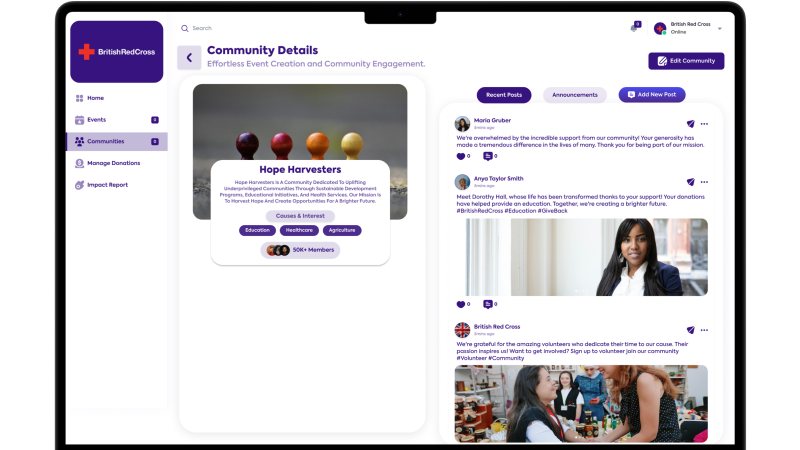 BritishRedCross
Home
Events
0
Communities
0
Manage Donations
Impact Report
Search
0
British Red Cross
Online
Community Details
Effortless Event Creation and Community Engagement.
Edit Community
Hope Harvesters
Hope Harvesters Is A Community Dedicated To Uplifting
Underprivileged Communities Through Sustainable Development
Programs, Educational Initiatives, And Health Services. Our Mission Is
To Harvest Hope And Create Opportunities For A Brighter Future.
Causes & Interest
Education
Healthcare
Agriculture
50K+ Members
Recent Posts
Announcements
Add New Post
Maria Gruber
3mins ago
We're overwhelmed by the incredible support from our community! Your generosity has
made a tremendous difference in the lives of many. Thank you for being part of our mission.
0
0
Anya Taylor Smith
5mins ago
Meet Dorothy Hall, whose life has been transformed thanks to your support! Your donations
have helped provide an education. Together, we're creating a brighter future.
#BritishRedCross #Education #GiveBack
0
0
British Red Cross
5mins ago
We're grateful for the amazing volunteers who dedicate their time to our cause. Their
passion inspires us! Want to get involved? Sign up to volunteer join our community
#Volunteer #Community